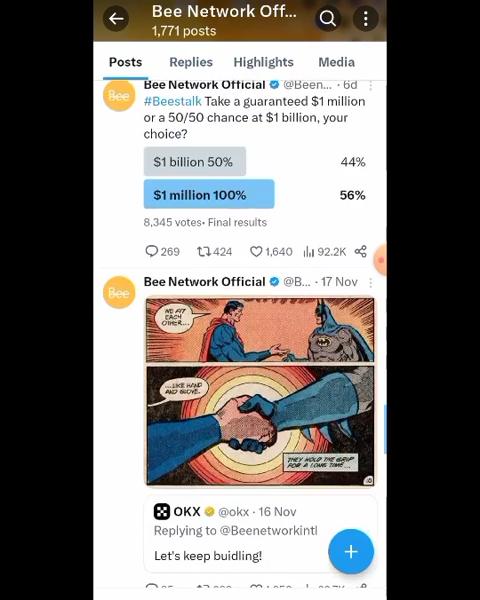 Bee Network Off...
1,771 posts
Posts Replies Highlights Media
Bee Network Official @Been... · 6d
Bee
#Beestalk Take a guaranteed $1 million
or a 50/50 chance at $1 billion, your
choice?
$1 billion 50% 44%
$1 million 100% 56%
8,345 votes· Final results
269 424 1,640 92.2K
Bee Network Official @B... · 17 Nov
Bee
WE FIT
EACH
OTHER...
...LIKE HAND
AND GLOVE.
THEY HOLD THE GRIP
FOR A LONG TIME...
OKX @okx · 16 Nov
Replying to @Beenetworkintl
Let's keep buidling!